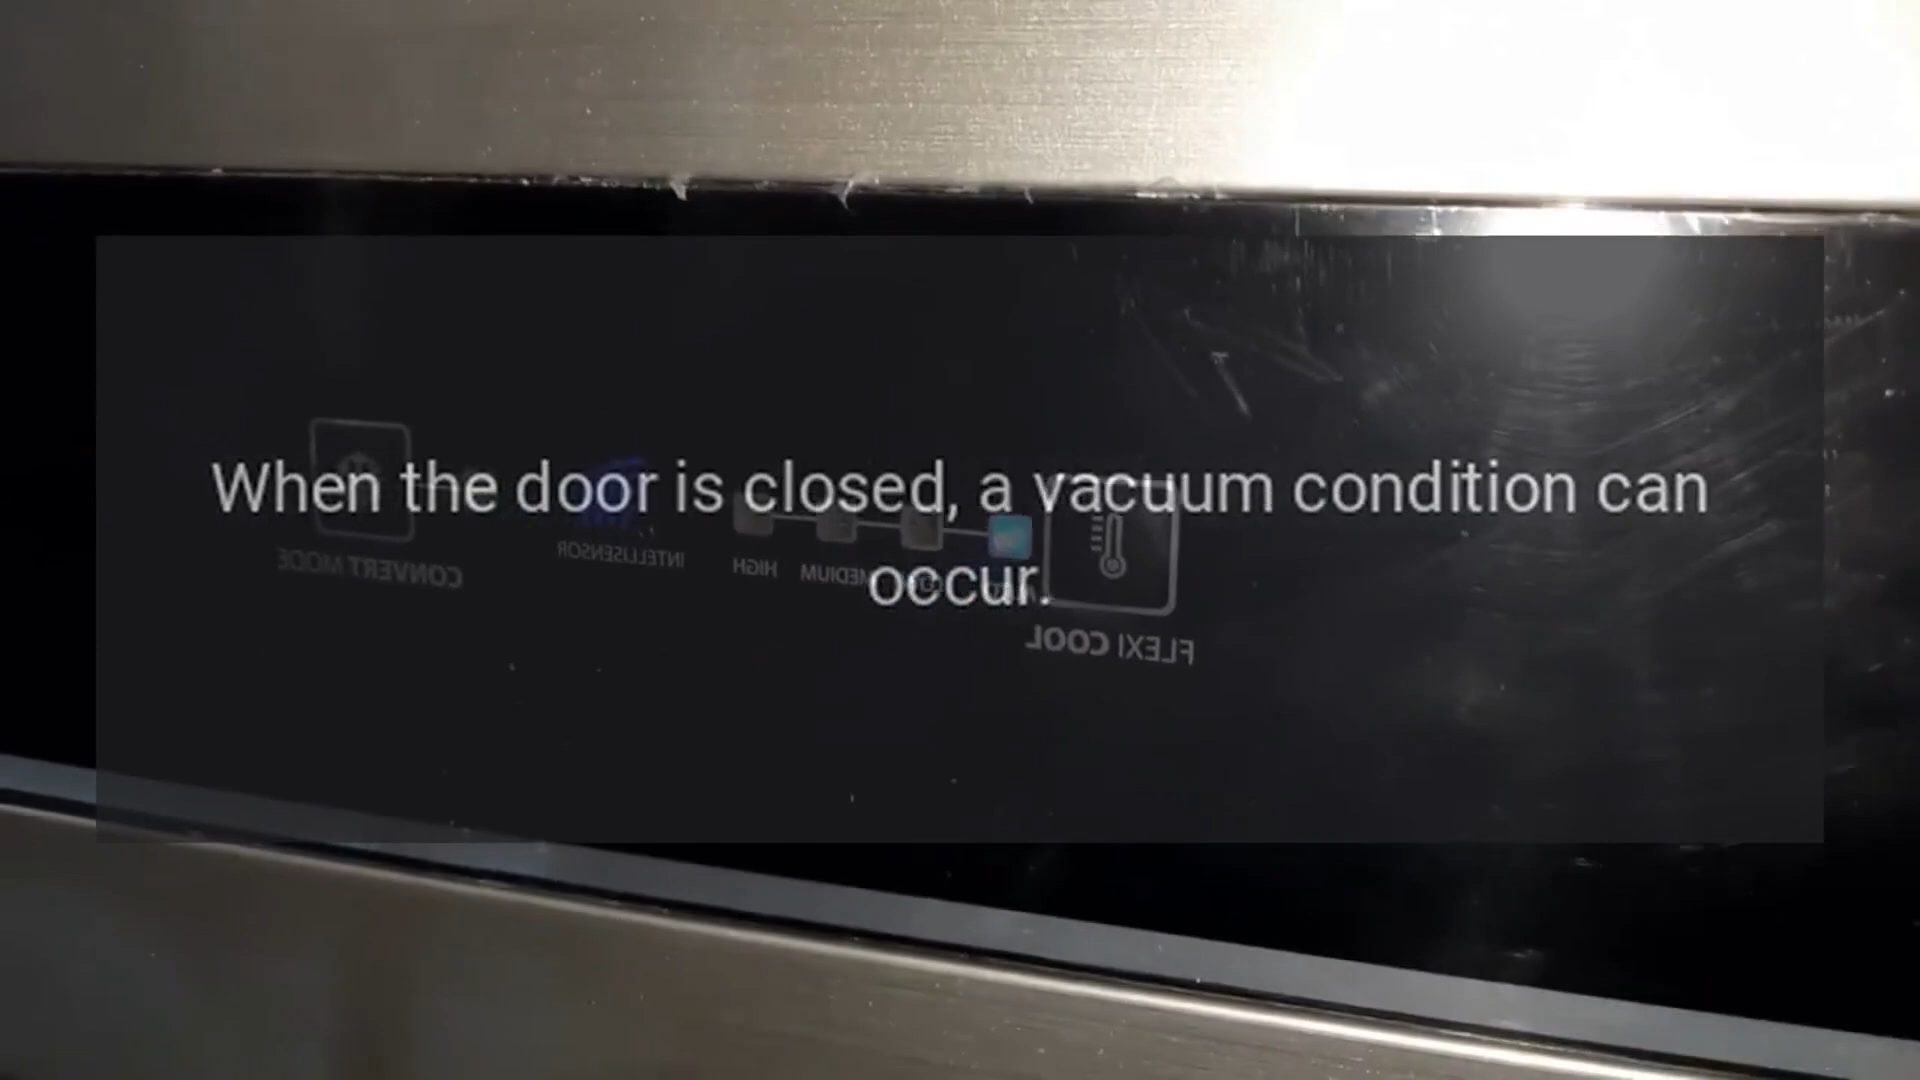 When the door is closed, a vacuum condition can
occur.
CONVERT MODE
INTELLISENSOR
HIGH
MEDIUM
FLEXI COOL